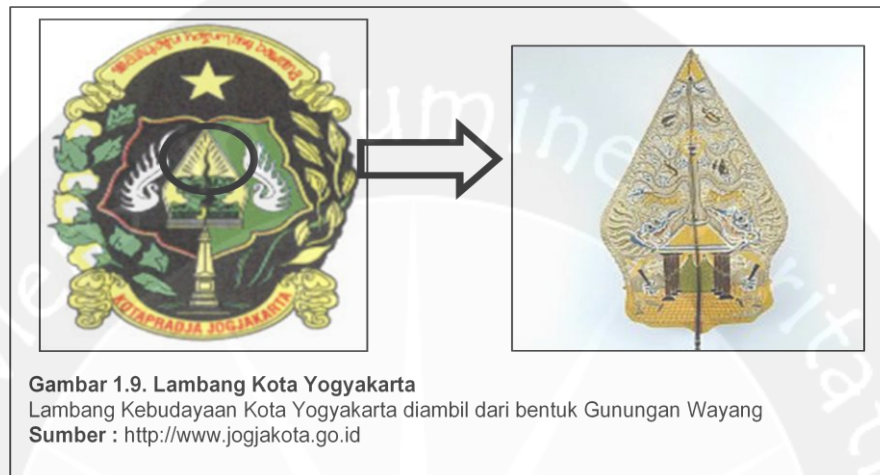 KOTAPRADJA JOGJAKARTA
Gambar 1.9. Lambang Kota Yogyakarta
Lambang Kebudayaan Kota Yogyakarta diambil dari bentuk Gunungan Wayang
Sumber : http://www.jogjakota.go.id